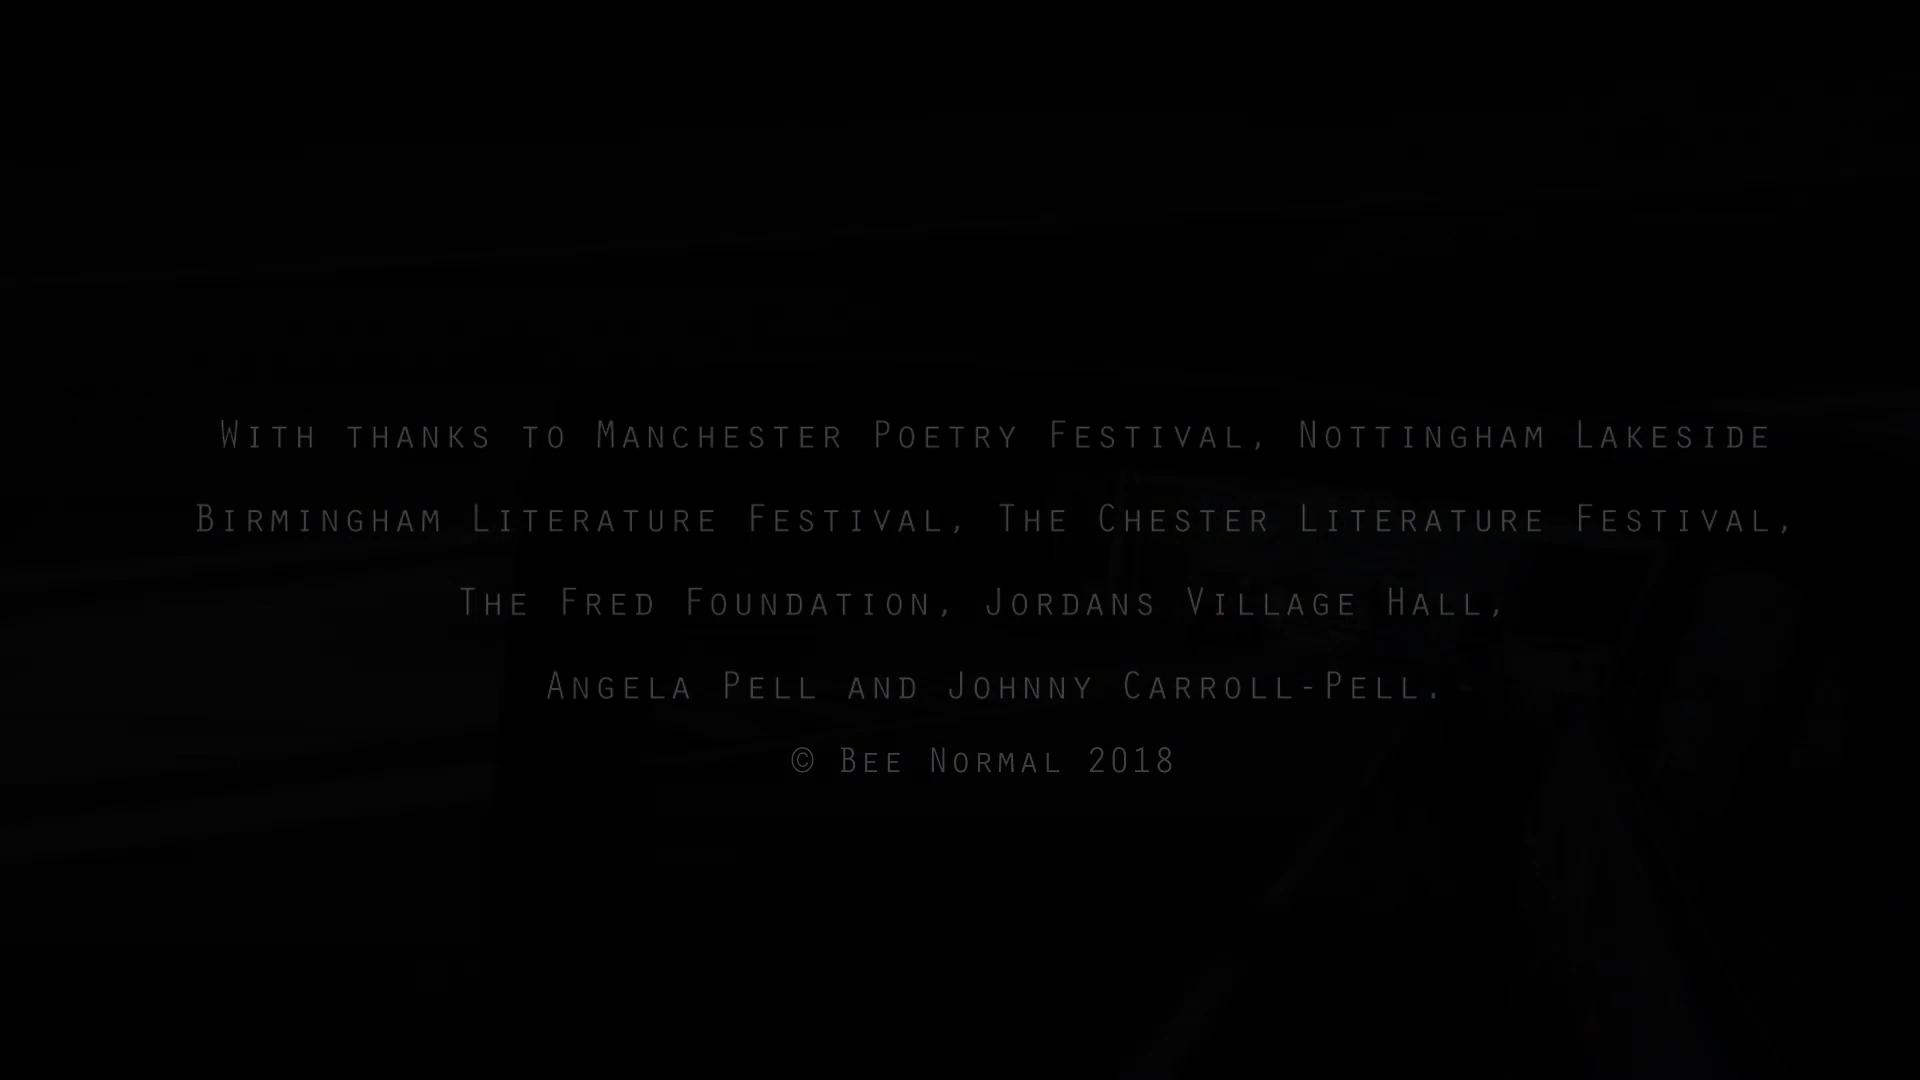 With thanks to Manchester Poetry Festival, Nottingham Lakeside
Birmingham Literature Festival, The Chester Literature Festival,
The Fred Foundation, Jordans Village Hall,
Angela Pell and Johnny Carroll-Pell.
© Bee Normal 2018